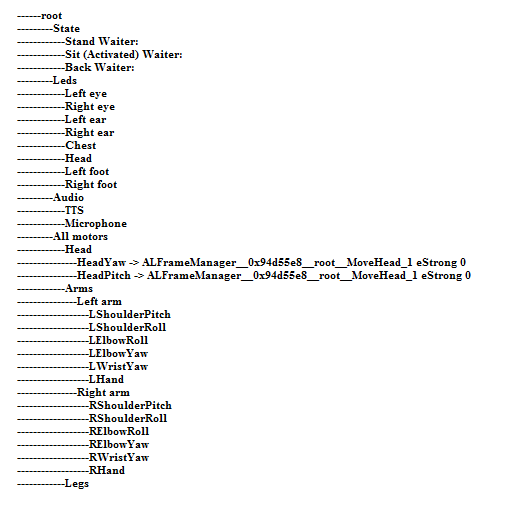 ------root
---------State
------------Stand Waiter:
------------Sit (Activated) Waiter:
------------Back Waiter:
---------Leds
------------Left eye
------------Right eye
------------Left ear
------------Right ear
------------Chest
------------Head
------------Left foot
------------Right foot
---------Audio
------------TTS
------------Microphone
---------All motors
------------Head
---------------HeadYaw -> ALFrameManager__0x94d55e8__root__MoveHead_1 eStrong 0
---------------HeadPitch -> ALFrameManager__0x94d55e8__root__MoveHead_1 eStrong 0
------------Arms
---------------Left arm
------------------LShoulderPitch
------------------LShoulderRoll
------------------LElbowRoll
------------------LElbowYaw
------------------LWristYaw
------------------LHand
---------------Right arm
------------------RShoulderPitch
------------------RShoulderRoll
------------------RElbowRoll
------------------RElbowYaw
------------------RWristYaw
------------------RHand
------------Legs